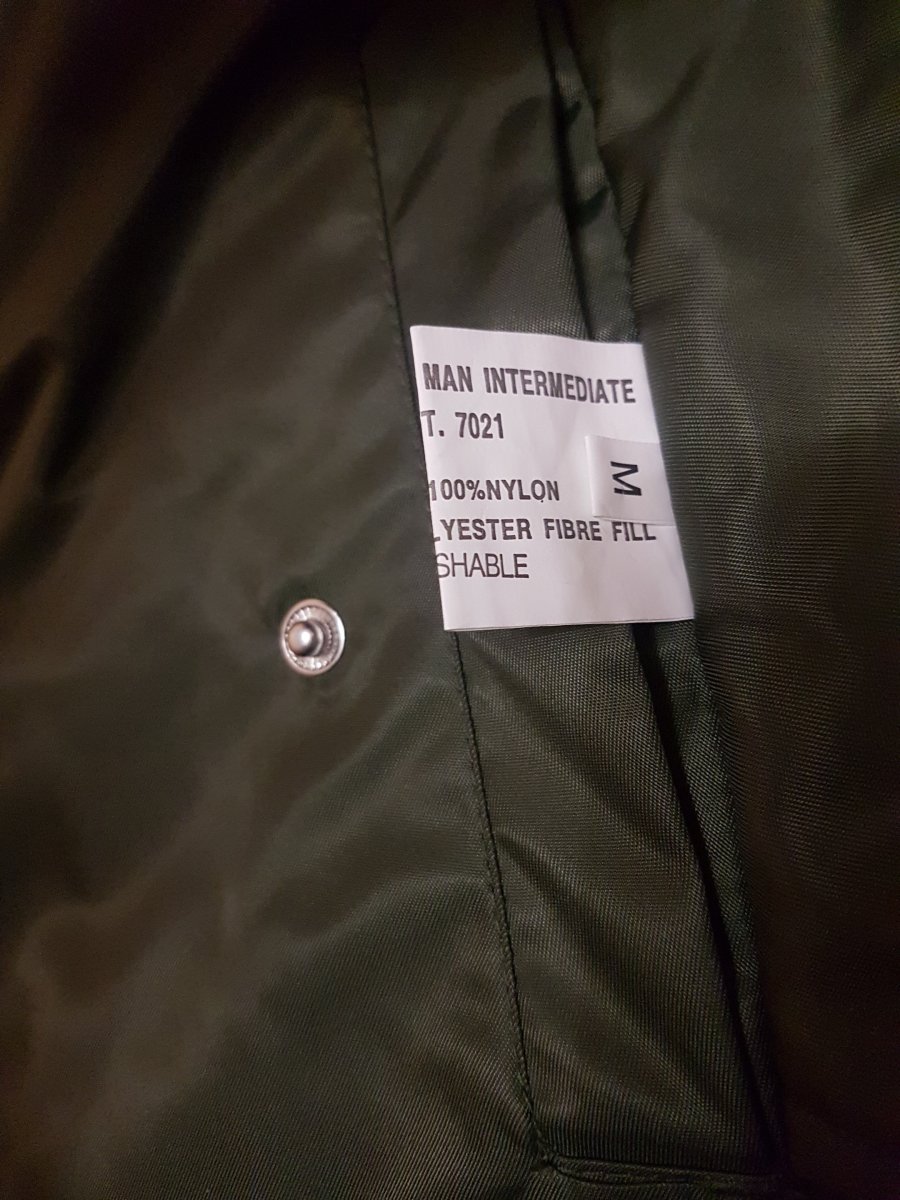 MAN INTERMEDIATE
T. 7021
100%NYLON
M
LYESTER FIBRE FILL
SHABLE